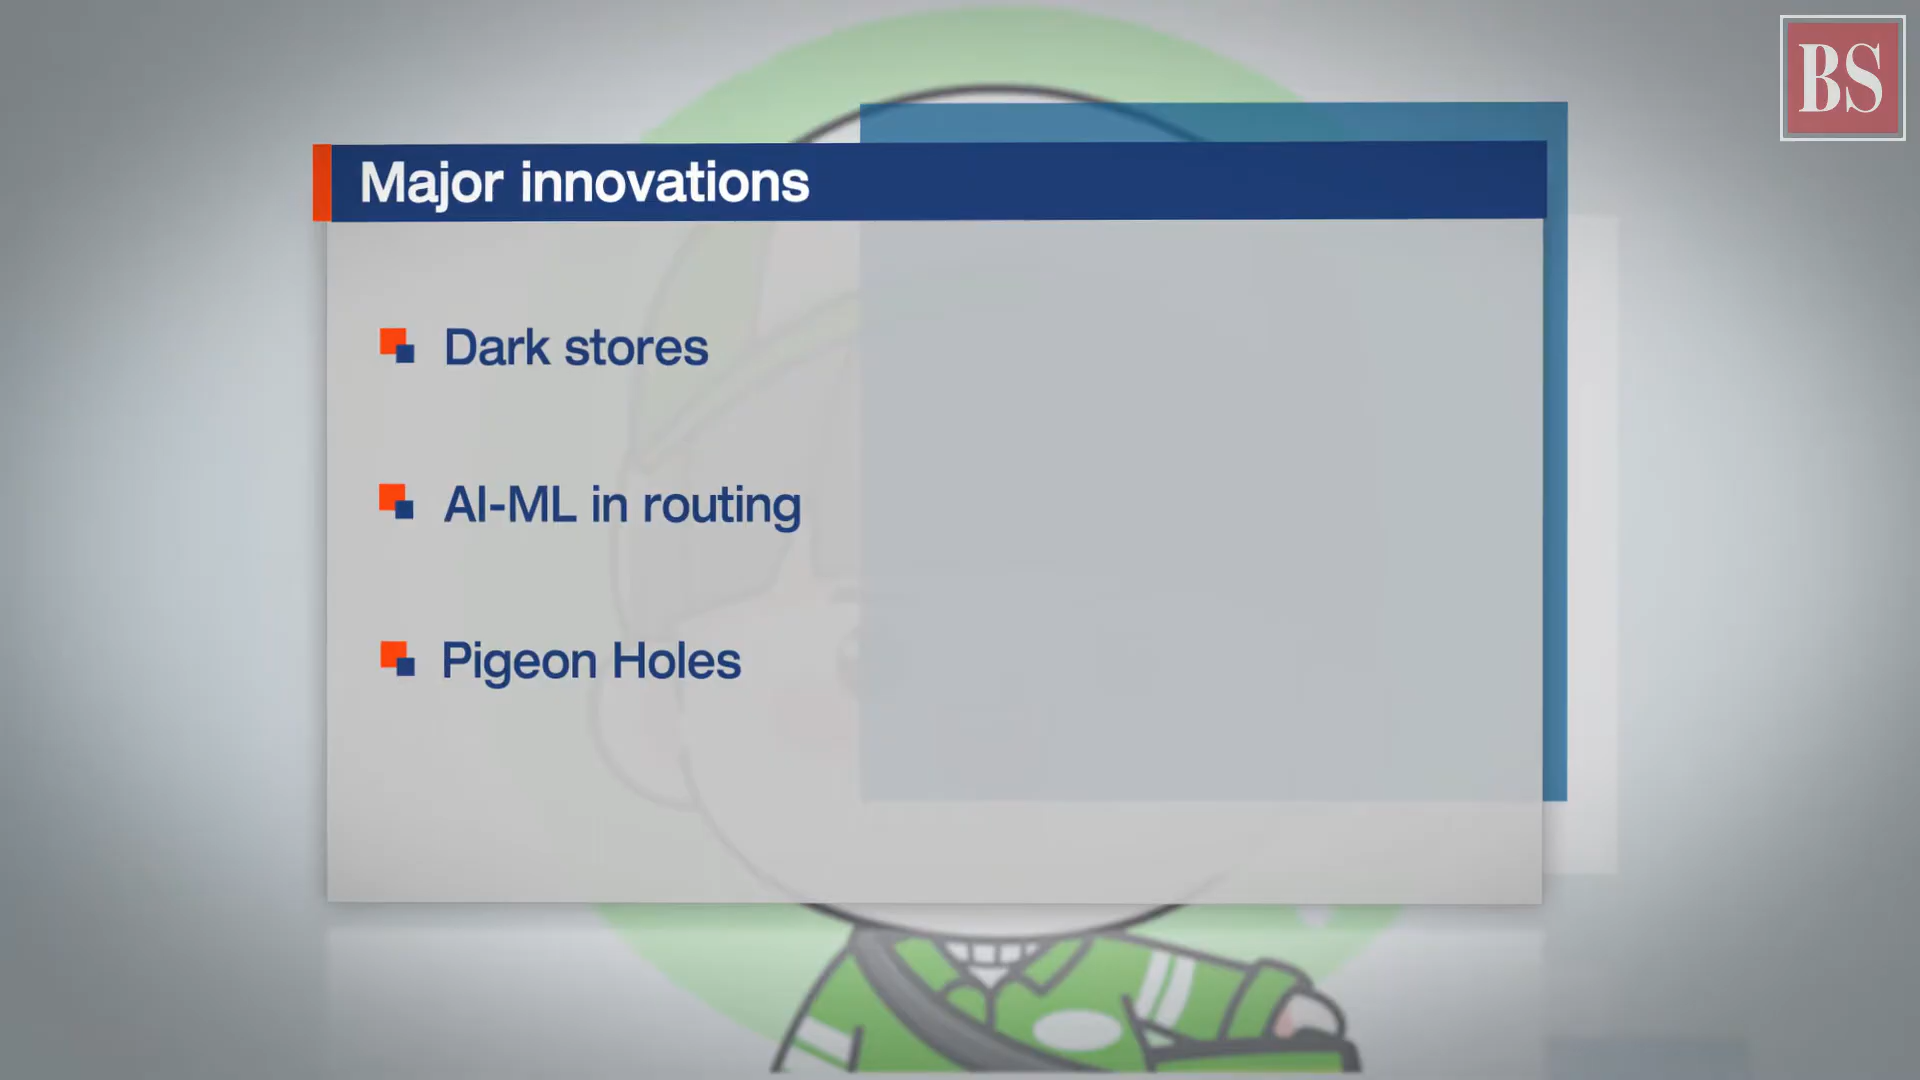 BS
Major innovations
Dark stores
AI-ML in routing
Pigeon Holes